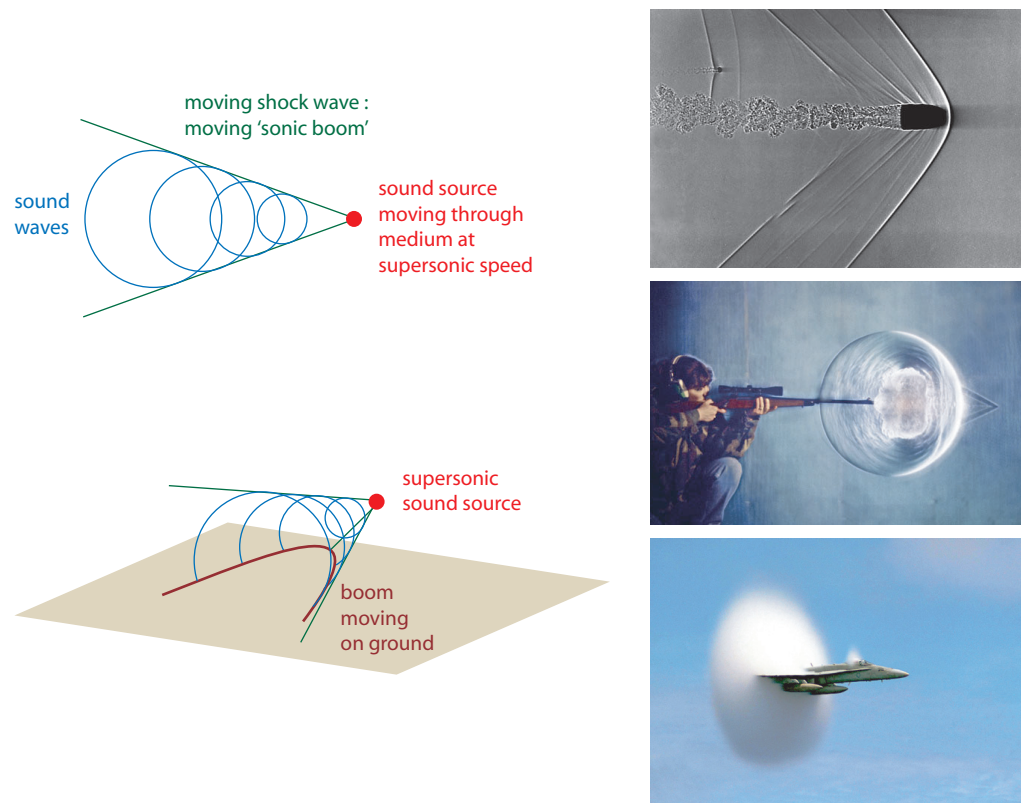 moving shock wave :
moving ‘sonic boom’
sound
waves
sound source
moving through
medium at
supersonic speed
supersonic
sound source
boom
moving
on ground